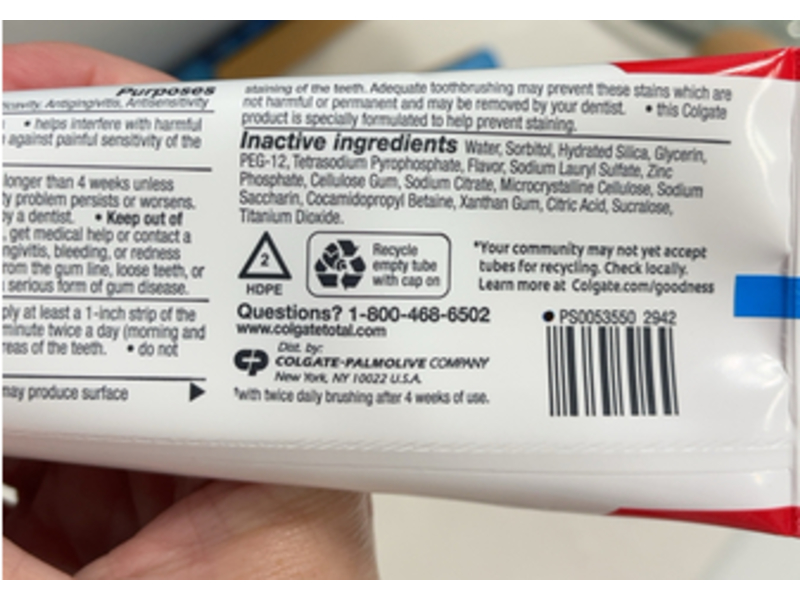 Purposes
Antigingivitis, Antisensitivity
• helps interfere with harmful
against painful sensitivity of the
longer than 4 weeks unless
problem persists or worsens.
by a dentist. • Keep out of
get medical help or contact a
bleeding, or redness
from the gum line, loose teeth, or
serious form of gum disease.
at least a 1-inch strip of the
minute twice a day (morning and
of the teeth. • do not
may produce surface
staining of the teeth. Adequate toothbrushing may prevent these stains which are
not harmful or permanent and may be removed by your dentist. • this Colgate
product is specially formulated to help prevent staining.
Inactive ingredients Water, Sorbitol, Hydrated Silica, Glycerin,
PEG-12, Tetrasodium Pyrophosphate, Flavor, Sodium Lauryl Sulfate, Zinc
Phosphate, Cellulose Gum, Sodium Citrate, Microcrystalline Cellulose, Sodium
Saccharin, Cocamidopropyl Betaine, Xanthan Gum, Citric Acid, Sucralose,
Titanium Dioxide.
2
HDPE
Recycle
empty tube
with cap on
*Your community may not yet accept
tubes for recycling. Check locally.
Learn more at Colgate.com/goodness
Questions? 1-800-468-6502
www.colgatetotal.com
Dist. by:
CP COLGATE-PALMOLIVE COMPANY
New York, NY 10022 U.S.A.
†with twice daily brushing after 4 weeks of use.
PS0053550 2942